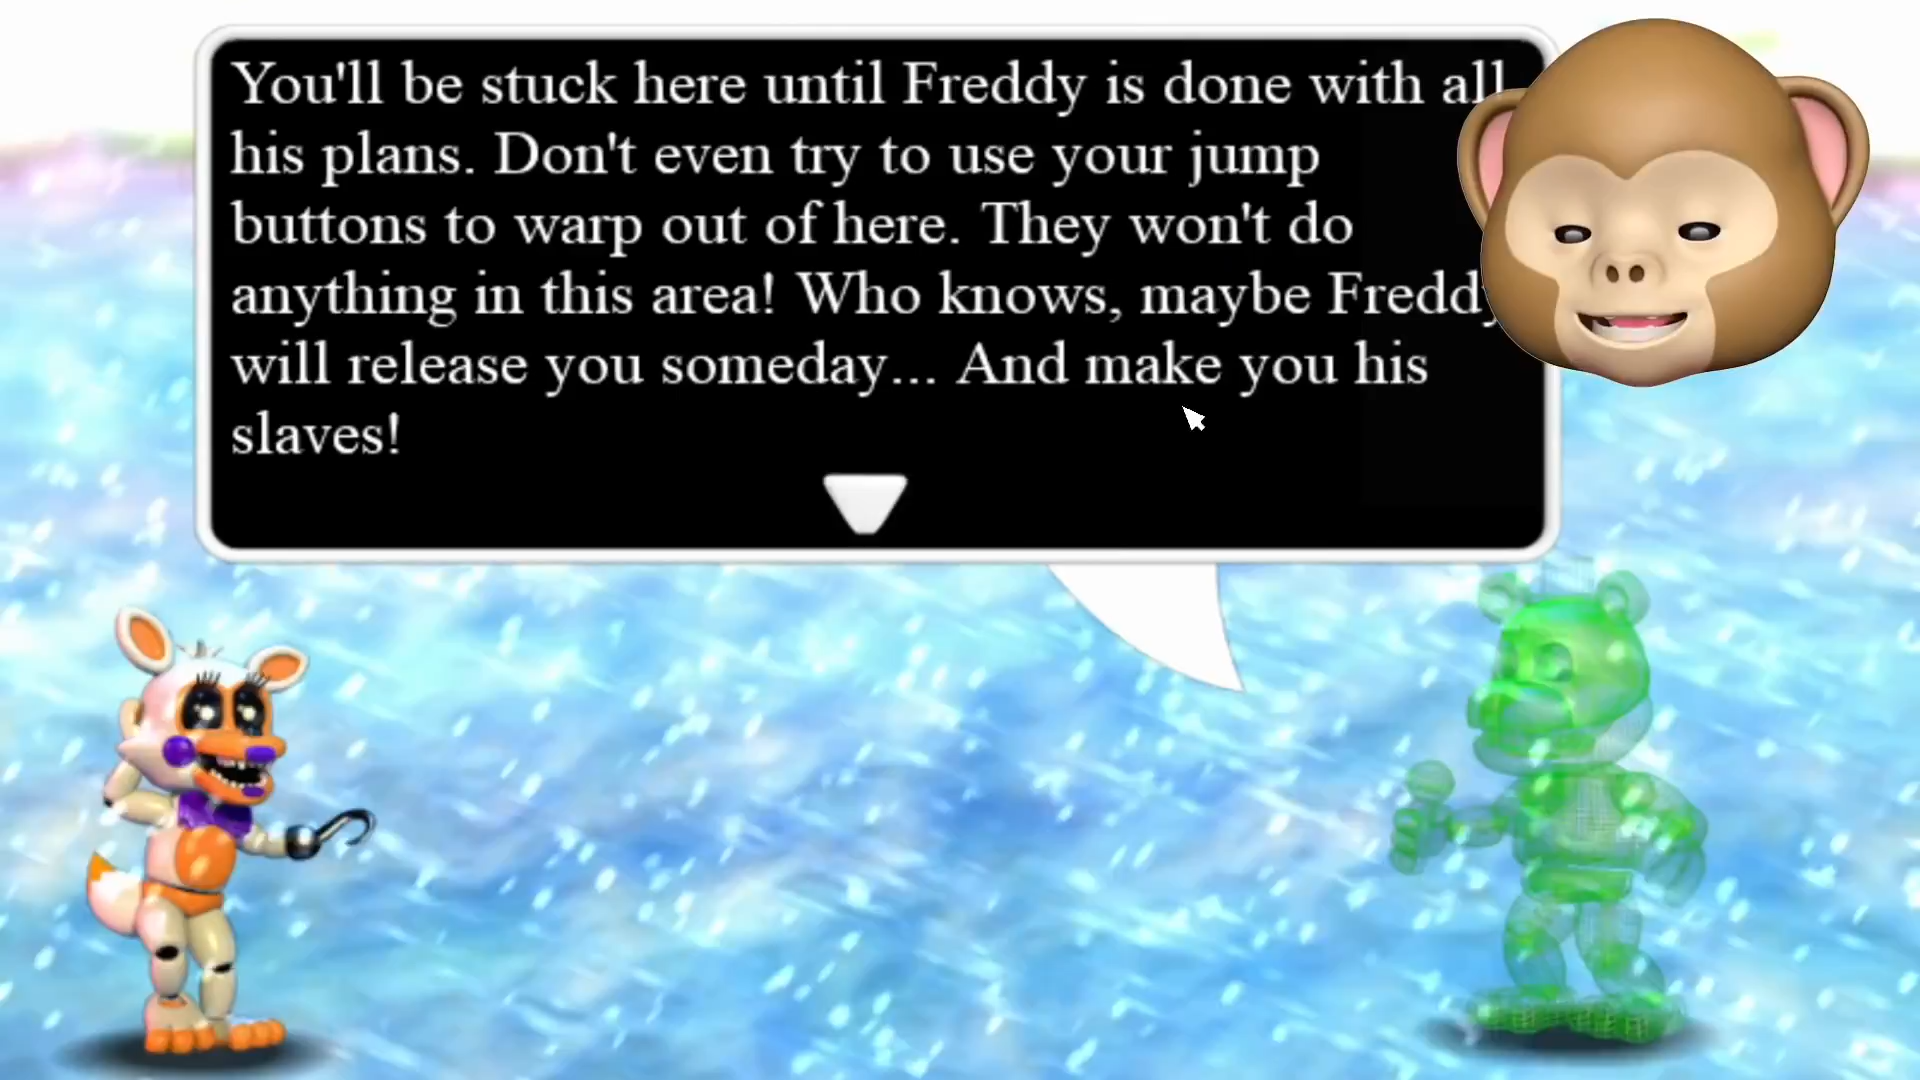 You'll be stuck here until Freddy is done with all
his plans. Don't even try to use your jump
buttons to warp out of here. They won't do
anything in this area! Who knows, maybe Freddy
will release you someday... And make you his
slaves!